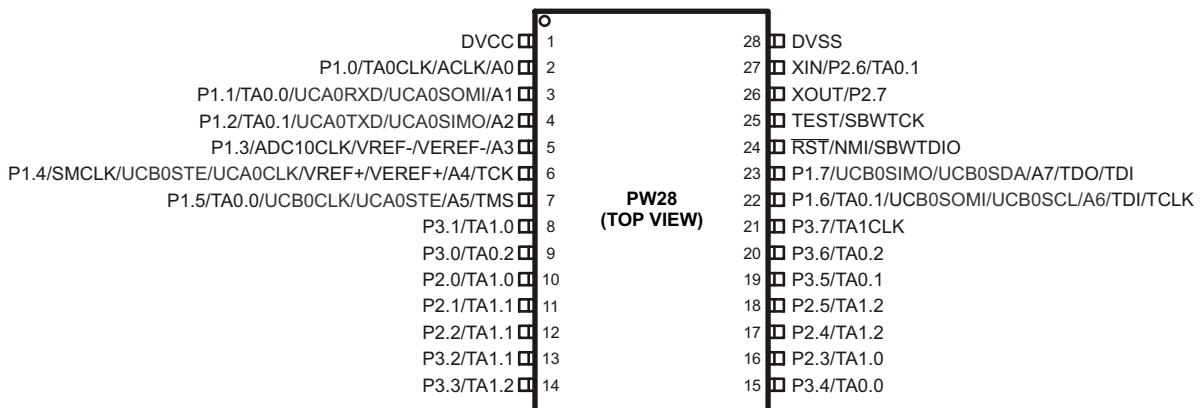 DVCC 1 28 DVSS
P1.0/TA0CLK/ACLK/A0 2 27 XIN/P2.6/TA0.1
P1.1/TA0.0/UCA0RXD/UCA0SOMI/A1 3 26 XOUT/P2.7
P1.2/TA0.1/UCA0TXD/UCA0SIMO/A2 4 25 TEST/SBWTCK
P1.3/ADC10CLK/VREF-/VEREF-/A3 5 24 RST/NMI/SBWTDIO
P1.4/SMCLK/UCB0STE/UCA0CLK/VREF+/VEREF+/A4/TCK 6 23 P1.7/UCB0SIMO/UCB0SDA/A7/TDO/TDI
P1.5/TA0.0/UCB0CLK/UCA0STE/A5/TMS 7 PW28 22 P1.6/TA0.1/UCB0SOMI/UCB0SCL/A6/TDI/TCLK
P3.1/TA1.0 8 (TOP VIEW) 21 P3.7/TA1CLK
P3.0/TA0.2 9 20 P3.6/TA0.2
P2.0/TA1.0 10 19 P3.5/TA0.1
P2.1/TA1.1 11 18 P2.5/TA1.2
P2.2/TA1.1 12 17 P2.4/TA1.2
P3.2/TA1.1 13 16 P2.3/TA1.0
P3.3/TA1.2 14 15 P3.4/TA0.0